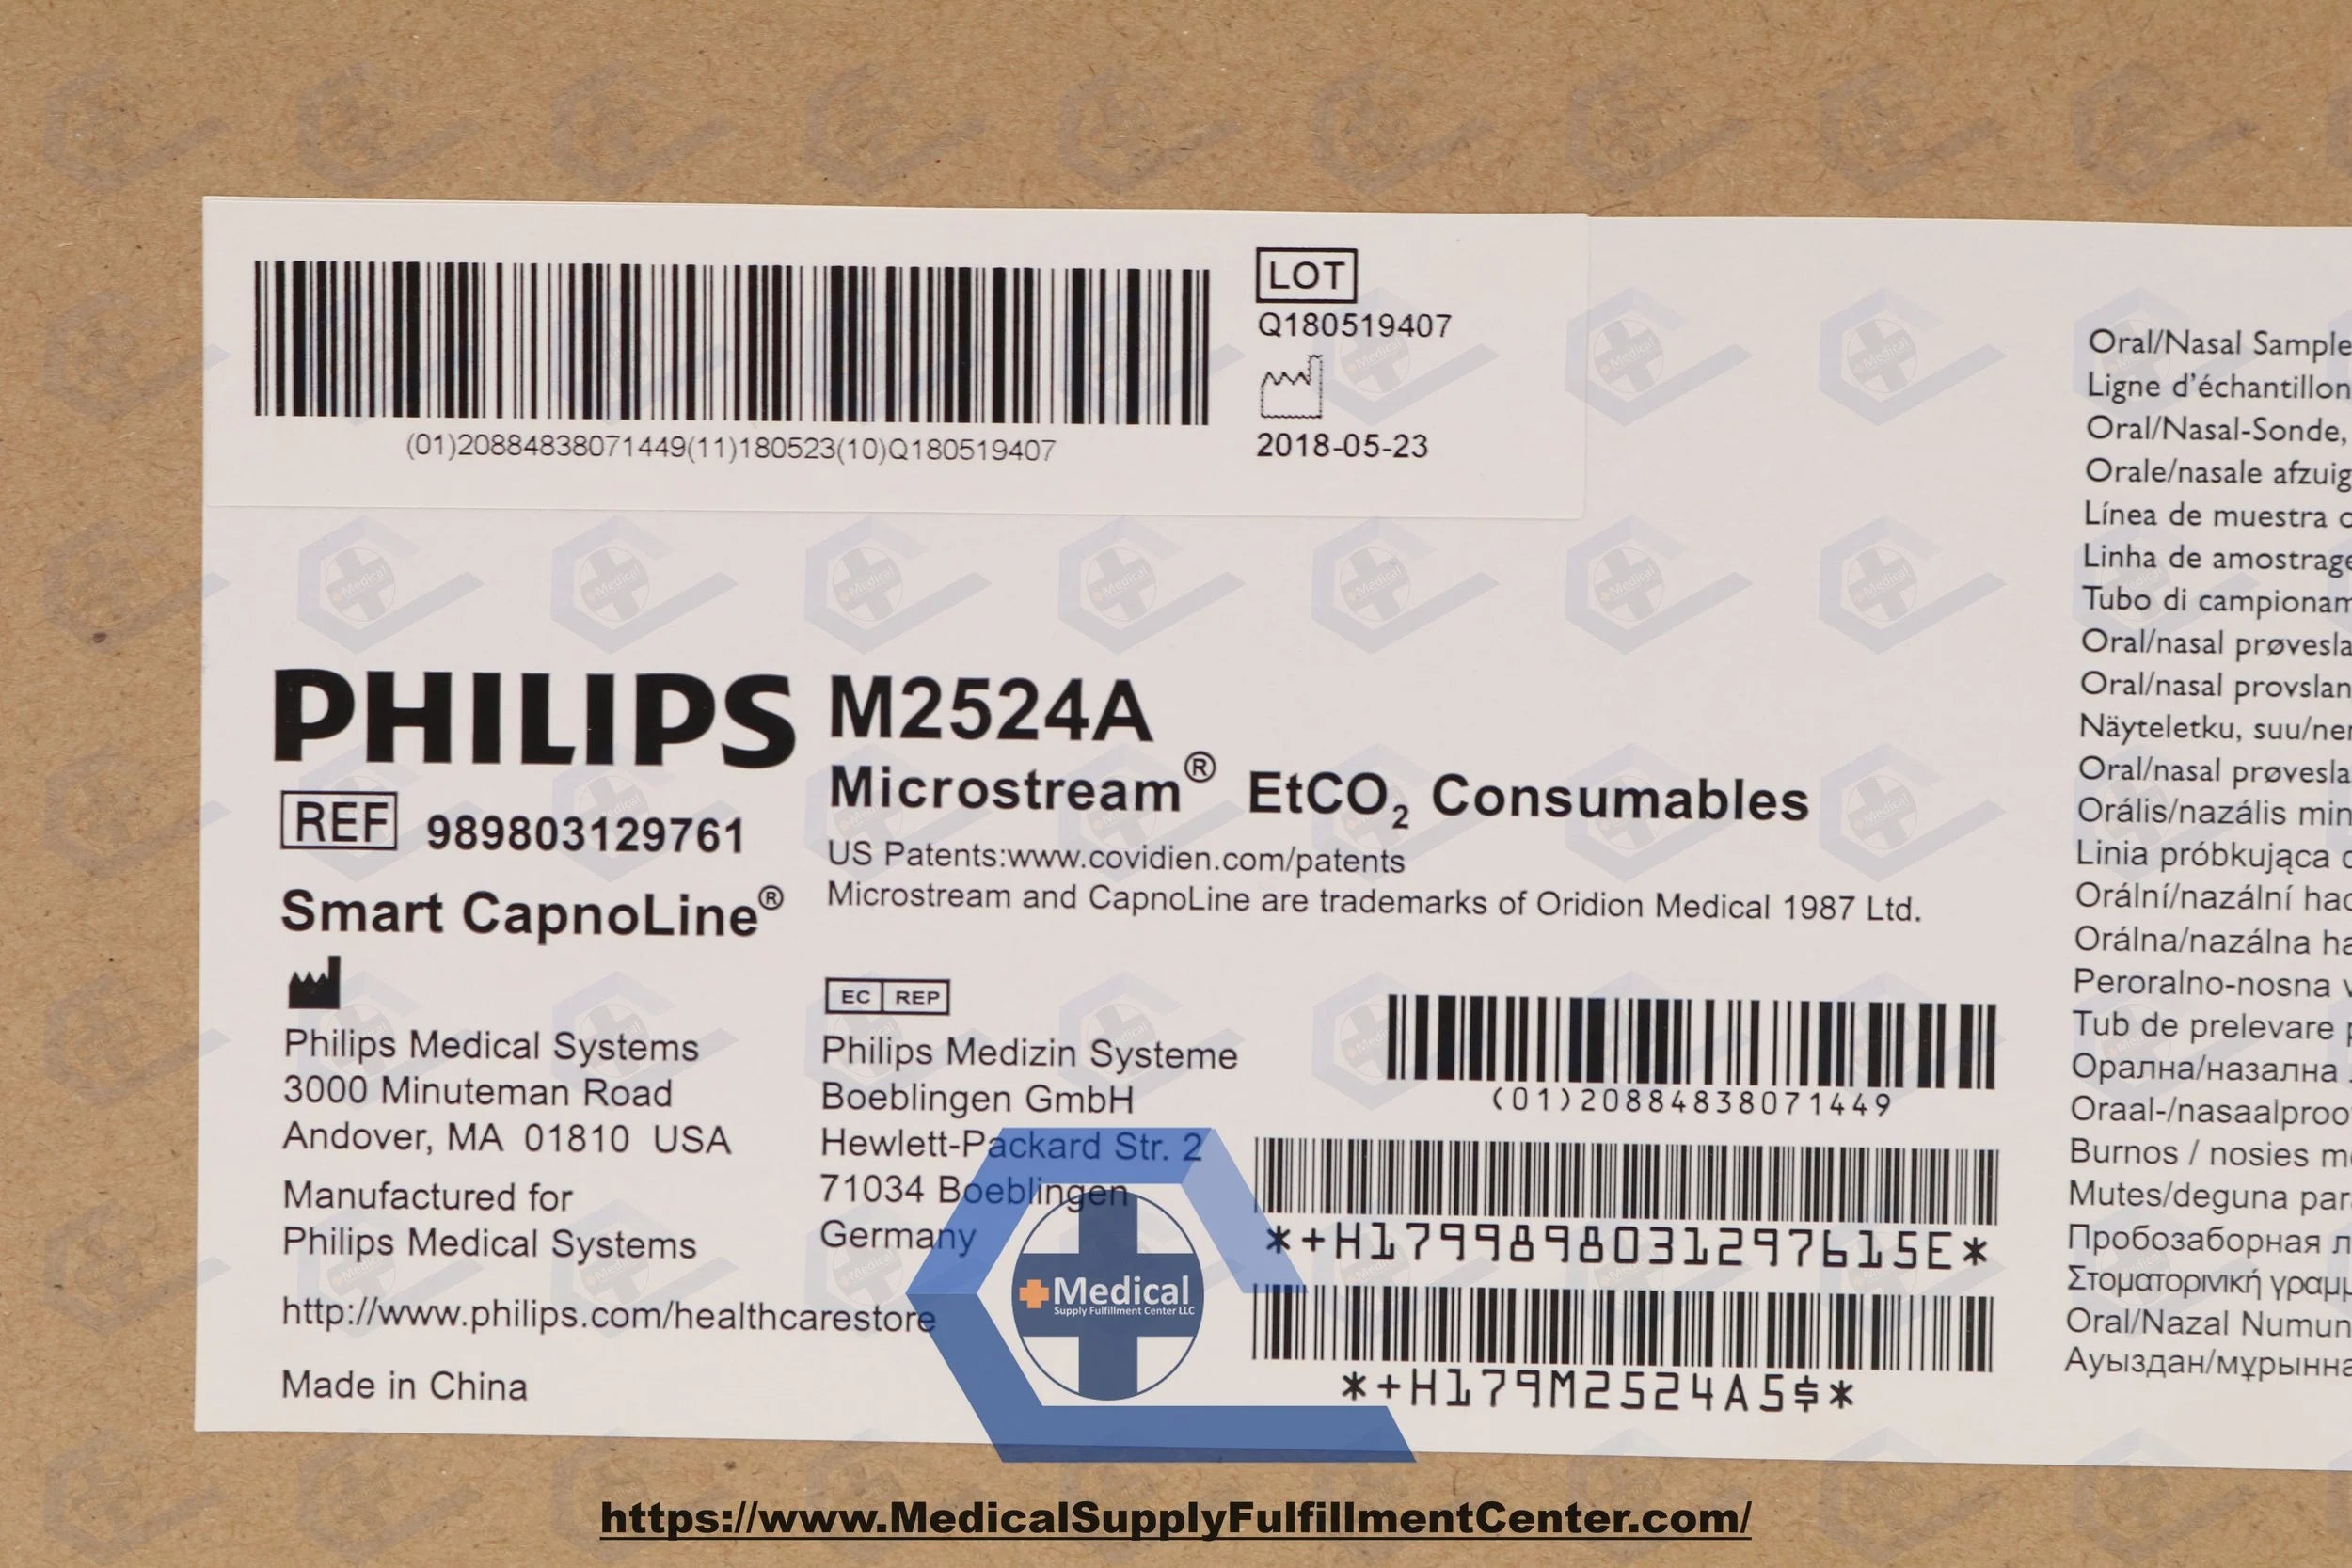 LOT
Q180519407
2018-05-23
(01)20884838071449(11)180523(10)Q180519407
PHILIPS
M2524A
Microstream® EtCO₂ Consumables
REF 989803129761
US Patents:www.covidien.com/patents
Microstream and CapnoLine are trademarks of Oridion Medical 1987 Ltd.
Smart CapnoLine®
Philips Medical Systems
3000 Minuteman Road
Andover, MA 01810 USA
Manufactured for
Philips Medical Systems
http://www.philips.com/healthcarestore
Made in China
EC REP
Philips Medizin Systeme
Boeblingen GmbH
Hewlett-Packard Str. 2
71034 Boeblingen
Germany
(01)20884838071449
*+H1799898031297615E*
*+H179M2524A5$*
Oral/Nasal Sample
Ligne d'échantillon
Oral/Nasal-Sonde,
Orale/nasale afzuig
Línea de muestra
Linha de amostrage
Tubo di campionam
Oral/nasal prøvesla
Oral/nasal provslan
Näyteletku, suu/ner
Oral/nasal prøvesla
Orális/nazális min
Linia próbkująca
Orální/nazální had
Orálna/nazálna ha
Peroralno-nosna v
Tub de prelevare p
Орална/назална
Oraal-/nasaalproo
Burnos / nosies m
Mutes/deguna par
Пробозаборная л
Στοματορινική γραμμ
Oral/Nazal Numun
Ауыздан/мұрынна
Medical
Supply Fulfillment Center LLC
https://www.MedicalSupplyFulfillmentCenter.com/